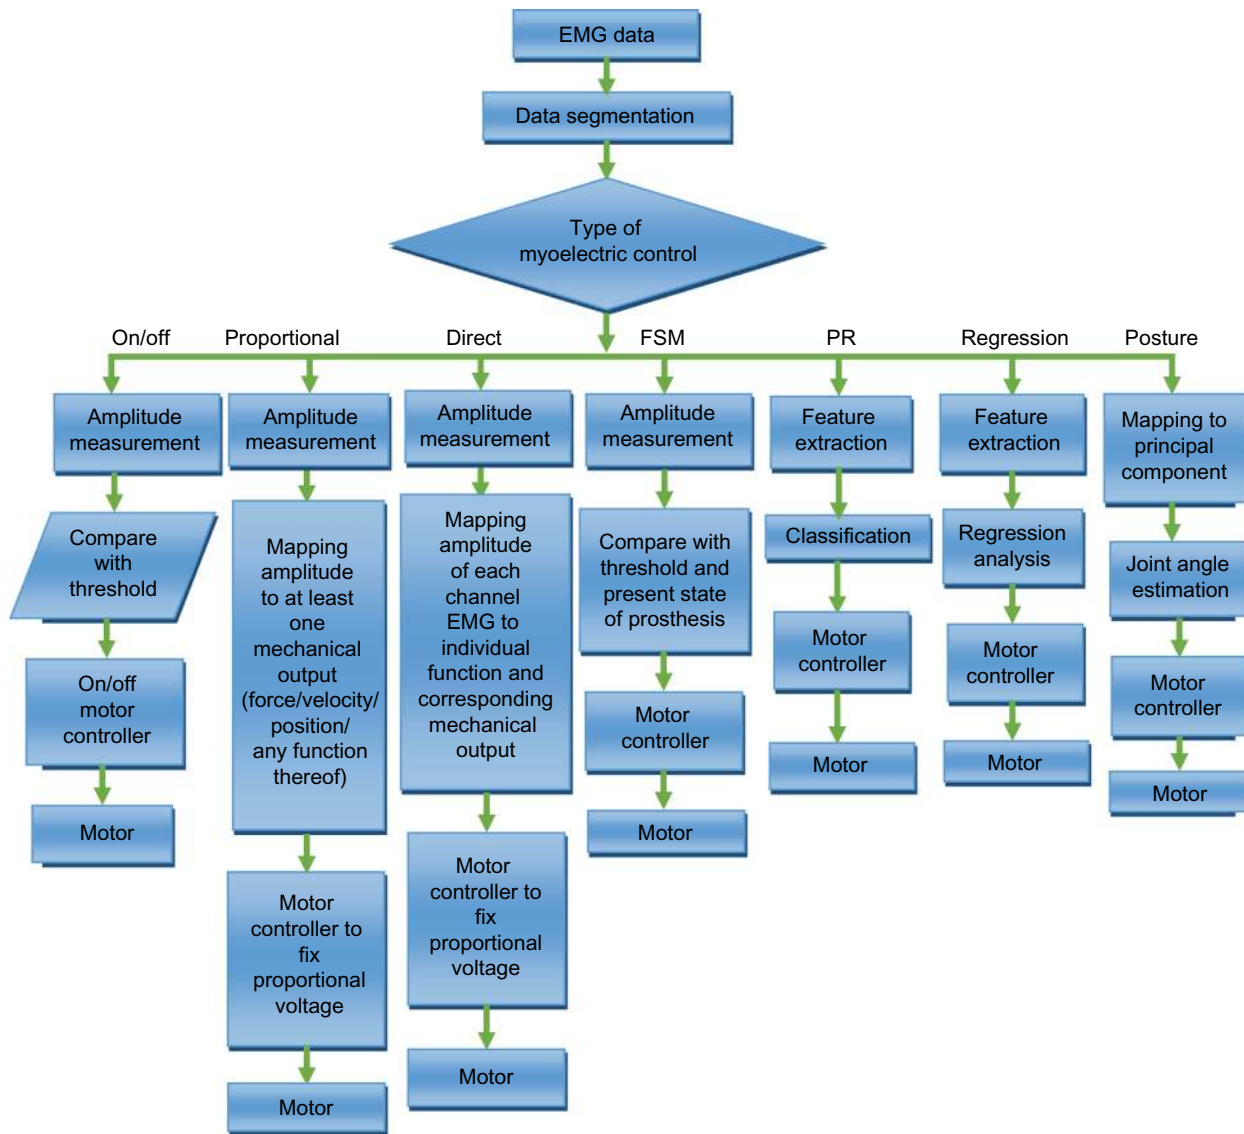 EMG data
Data segmentation
Type of
myoelectric control
On/off
Proportional
Direct
FSM
PR
Regression
Posture
Amplitude
measurement
Compare
with
threshold
On/off
motor
controller
Motor
Amplitude
measurement
Mapping
amplitude
to at least
one
mechanical
output
(force/velocity/
position/
any function
thereof)
Motor
controller to
fix
proportional
voltage
Motor
Amplitude
measurement
Mapping
amplitude
of each
channel
EMG to
individual
function and
corresponding
mechanical
output
Motor
controller to
fix
proportional
voltage
Motor
Amplitude
measurement
Compare with
threshold and
present state
of prosthesis
Motor
controller
Motor
Feature
extraction
Classification
Motor
controller
Motor
Feature
extraction
Regression
analysis
Motor
controller
Motor
Mapping to
principal
component
Joint angle
estimation
Motor
controller
Motor